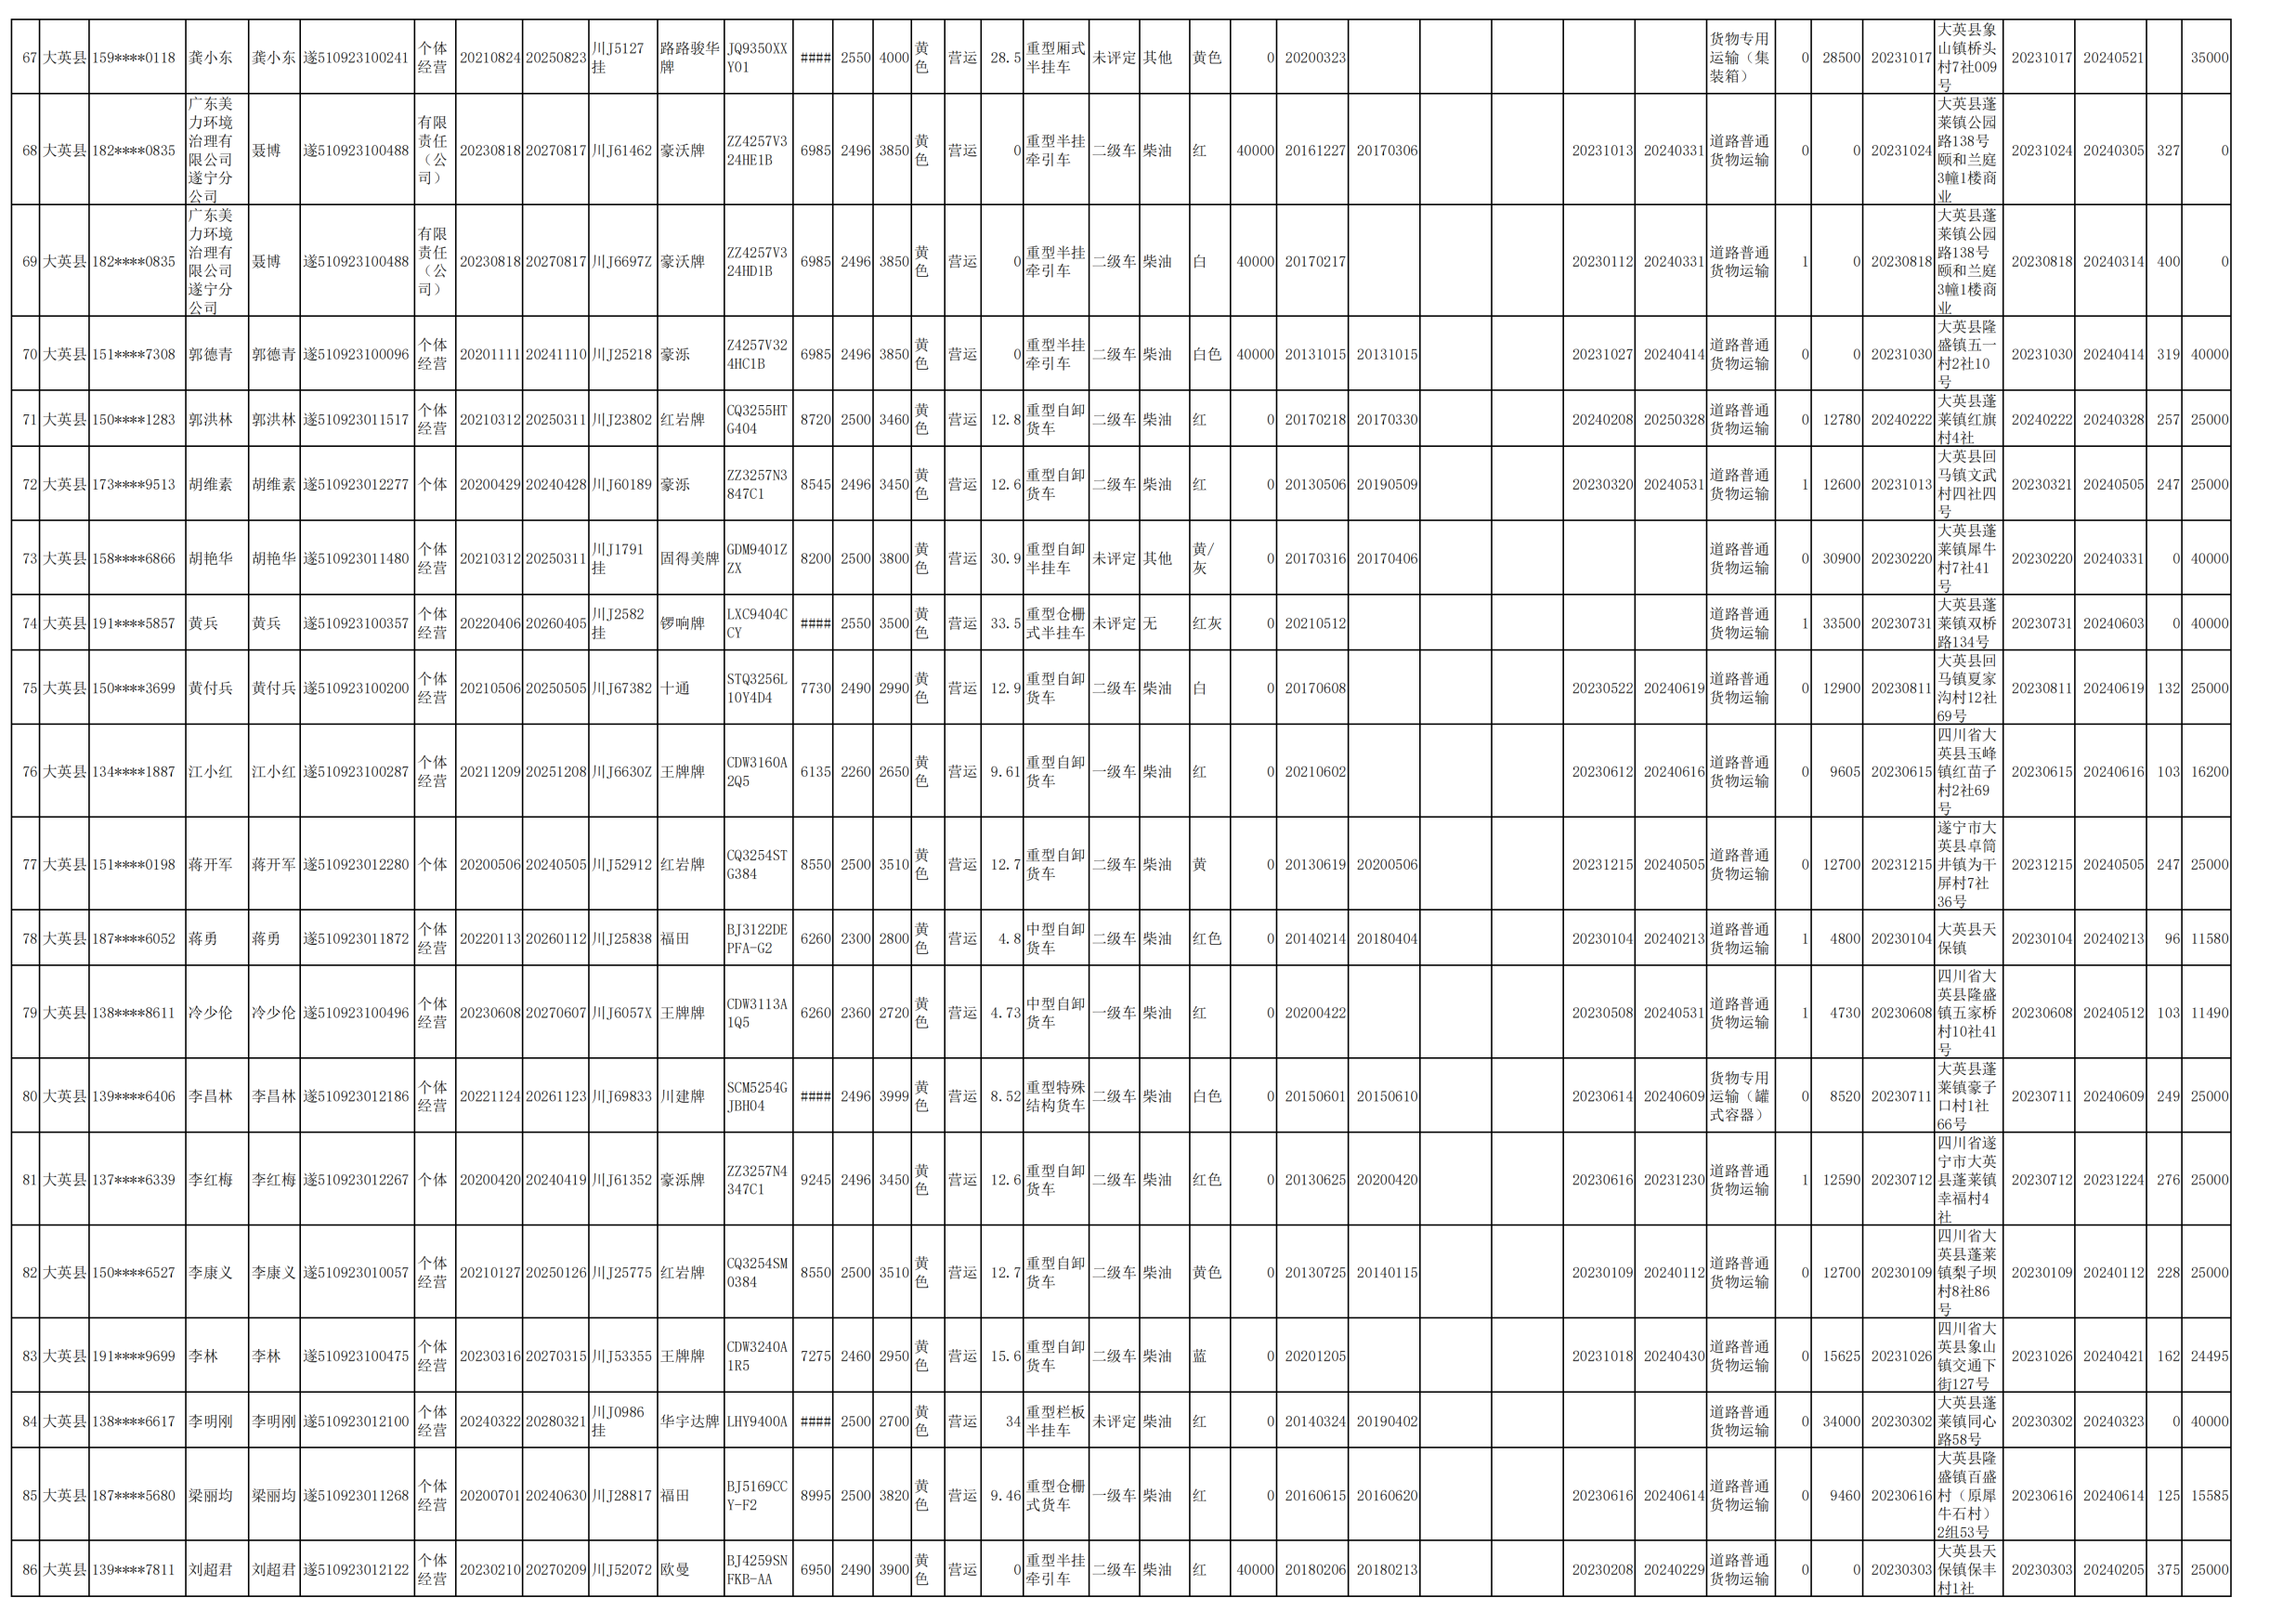 67 大英县 159****0118 龚小东 龚小东 遂510923100241 个体经营 20210824 20250823 川J5127挂 路路骏华牌 JQ9350XXY01 #### 2550 4000 黄色 营运 28.5 重型厢式半挂车 未评定 其他 黄色 0 20200323 货物专用运输（集装箱） 0 28500 20231017 大英县象山镇桥头村7社009号 20231017 20240521 35000
68 大英县 182****0835 广东美力环境治理有限公司遂宁分公司 聂博 遂510923100488 有限责任（公司） 20230818 20270817 川J61462 豪沃牌 ZZ4257V324HE1B 6985 2496 3850 黄色 营运 0 重型半挂牵引车 二级车 柴油 红 40000 20161227 20170306 20231013 20240331 道路普通货物运输 0 0 20231024 大英县蓬莱镇公园路138号颐和兰庭3幢1楼商业 20231024 20240305 327 0
69 大英县 182****0835 广东美力环境治理有限公司遂宁分公司 聂博 遂510923100488 有限责任（公司） 20230818 20270817 川J6697Z 豪沃牌 ZZ4257V324HD1B 6985 2496 3850 黄色 营运 0 重型半挂牵引车 二级车 柴油 白 40000 20170217 20230112 20240331 道路普通货物运输 1 0 20230818 大英县蓬莱镇公园路138号颐和兰庭3幢1楼商业 20230818 20240314 400 0
70 大英县 151****7308 郭德青 郭德青 遂510923100096 个体经营 20201111 20241110 川J25218 豪泺 Z4257V324HC1B 6985 2496 3850 黄色 营运 0 重型半挂牵引车 二级车 柴油 白色 40000 20131015 20131015 20231027 20240414 道路普通货物运输 0 0 20231030 大英县隆盛镇五一村2社10号 20231030 20240414 319 40000
71 大英县 150****1283 郭洪林 郭洪林 遂510923011517 个体经营 20210312 20250311 川J23802 红岩牌 CQ3255HTG404 8720 2500 3460 黄色 营运 12.8 重型自卸货车 二级车 柴油 红 0 20170218 20170330 20240208 20250328 道路普通货物运输 0 12780 20240222 大英县蓬莱镇红旗村4社 20240222 20240328 257 25000
72 大英县 173****9513 胡维素 胡维素 遂510923012277 个体 20200429 20240428 川J60189 豪泺 ZZ3257N3847C1 8545 2496 3450 黄色 营运 12.6 重型自卸货车 二级车 柴油 红 0 20130506 20190509 20230320 20240531 道路普通货物运输 1 12600 20231013 大英县回马镇文武村四社四号 20230321 20240505 247 25000
73 大英县 158****6866 胡艳华 胡艳华 遂510923011480 个体经营 20210312 20250311 川J1791挂 固得美牌 GDM9401ZZX 8200 2500 3800 黄色 营运 30.9 重型自卸半挂车 未评定 其他 黄/灰 0 20170316 20170406 道路普通货物运输 0 30900 20230220 大英县蓬莱镇犀牛村7社41号 20230220 20240331 0 40000
74 大英县 191****5857 黄兵 黄兵 遂510923100357 个体经营 20220406 20260405 川J2582挂 锣响牌 LXC9404CCY #### 2550 3500 黄色 营运 33.5 重型仓栅式半挂车 未评定 无 红灰 0 20210512 道路普通货物运输 1 33500 20230731 大英县蓬莱镇双桥路134号 20230731 20240603 0 40000
75 大英县 150****3699 黄付兵 黄付兵 遂510923100200 个体经营 20210506 20250505 川J67382 十通 STQ3256L10Y4D4 7730 2490 2990 黄色 营运 12.9 重型自卸货车 二级车 柴油 白 0 20170608 20230522 20240619 道路普通货物运输 0 12900 20230811 大英县回马镇夏家沟村12社69号 20230811 20240619 132 25000
76 大英县 134****1887 江小红 江小红 遂510923100287 个体经营 20211209 20251208 川J6630Z 王牌牌 CDW3160A2Q5 6135 2260 2650 黄色 营运 9.61 重型自卸货车 一级车 柴油 红 0 20210602 20230612 20240616 道路普通货物运输 0 9605 20230615 四川省大英县玉峰镇红苗子村2社69号 20230615 20240616 103 16200
77 大英县 151****0198 蒋开军 蒋开军 遂510923012280 个体 20200506 20240505 川J52912 红岩牌 CQ3254STG384 8550 2500 3510 黄色 营运 12.7 重型自卸货车 二级车 柴油 黄 0 20130619 20200506 20231215 20240505 道路普通货物运输 0 12700 20231215 遂宁市大英县卓筒井镇为干屏村7社36号 20231215 20240505 247 25000
78 大英县 187****6052 蒋勇 蒋勇 遂510923011872 个体经营 20220113 20260112 川J25838 福田 BJ3122DEPFA-G2 6260 2300 2800 黄色 营运 4.8 中型自卸货车 二级车 柴油 红色 0 20140214 20180404 20230104 20240213 道路普通货物运输 1 4800 20230104 大英县天保镇 20230104 20240213 96 11580
79 大英县 138****8611 冷少伦 冷少伦 遂510923100496 个体经营 20230608 20270607 川J6057X 王牌牌 CDW3113A1Q5 6260 2360 2720 黄色 营运 4.73 中型自卸货车 一级车 柴油 红 0 20200422 20230508 20240531 道路普通货物运输 1 4730 20230608 四川省大英县隆盛镇五家桥村10社41号 20230608 20240512 103 11490
80 大英县 139****6406 李昌林 李昌林 遂510923012186 个体经营 20221124 20261123 川J69833 川建牌 SCM5254GJBH04 #### 2496 3999 黄色 营运 8.52 重型特殊结构货车 二级车 柴油 白色 0 20150601 20150610 20230614 20240609 货物专用运输（罐式容器） 0 8520 20230711 大英县蓬莱镇豪子口村1社66号 20230711 20240609 249 25000
81 大英县 137****6339 李红梅 李红梅 遂510923012267 个体 20200420 20240419 川J61352 豪泺牌 ZZ3257N4347C1 9245 2496 3450 黄色 营运 12.6 重型自卸货车 二级车 柴油 红色 0 20130625 20200420 20230616 20231230 道路普通货物运输 1 12590 20230712 四川省遂宁市大英县蓬莱镇幸福村4社 20230712 20231224 276 25000
82 大英县 150****6527 李康义 李康义 遂510923010057 个体经营 20210127 20250126 川J25775 红岩牌 CQ3254SM0384 8550 2500 3510 黄色 营运 12.7 重型自卸货车 二级车 柴油 黄色 0 20130725 20140115 20230109 20240112 道路普通货物运输 0 12700 20230109 四川省大英县蓬莱镇梨子坝村8社86号 20230109 20240112 228 25000
83 大英县 191****9699 李林 李林 遂510923100475 个体经营 20230316 20270315 川J53355 王牌牌 CDW3240A1R5 7275 2460 2950 黄色 营运 15.6 重型自卸货车 二级车 柴油 蓝 0 20201205 20231018 20240430 道路普通货物运输 0 15625 20231026 四川省大英县象山镇交通下街127号 20231026 20240421 162 24495
84 大英县 138****6617 李明刚 李明刚 遂510923012100 个体经营 20240322 20280321 川J0986挂 华宇达牌 LHY9400A #### 2500 2700 黄色 营运 34 重型栏板半挂车 未评定 柴油 红 0 20140324 20190402 道路普通货物运输 0 34000 20230302 大英县蓬莱镇同心路58号 20230302 20240323 0 40000
85 大英县 187****5680 梁丽均 梁丽均 遂510923011268 个体经营 20200701 20240630 川J28817 福田 BJ5169CCY-F2 8995 2500 3820 黄色 营运 9.46 重型仓栅式货车 一级车 柴油 红 0 20160615 20160620 20230616 20240614 道路普通货物运输 0 9460 20230616 大英县隆盛镇百盛村（原犀牛石村）2组53号 20230616 20240614 125 15585
86 大英县 139****7811 刘超君 刘超君 遂510923012122 个体经营 20230210 20270209 川J52072 欧曼 BJ4259SNFKB-AA 6950 2490 3900 黄色 营运 0 重型半挂牵引车 二级车 柴油 红 40000 20180206 20180213 20230208 20240229 道路普通货物运输 0 0 20230303 大英县天保镇保丰村1社 20230303 20240205 375 25000